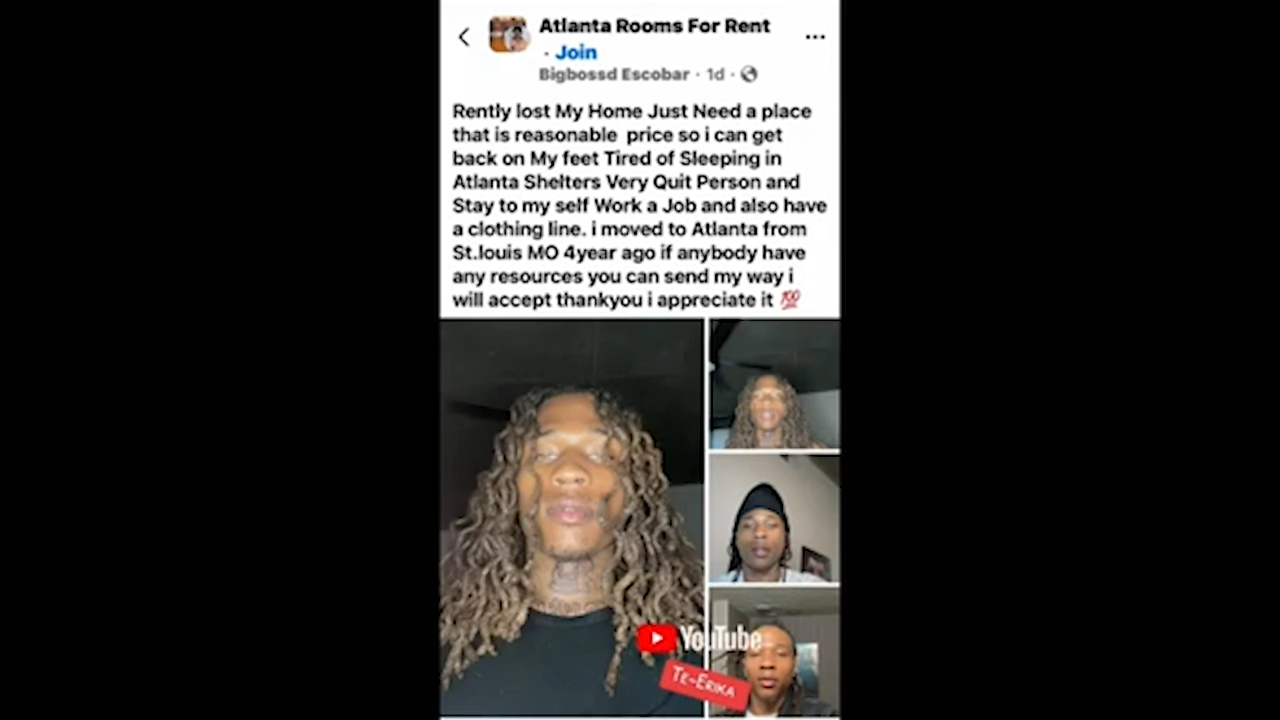 Atlanta Rooms For Rent
· Join
Bigbossd Escobar · 1d ·
Rently lost My Home Just Need a place
that is reasonable price so i can get
back on My feet Tired of Sleeping in
Atlanta Shelters Very Quit Person and
Stay to my self Work a Job and also have
a clothing line. i moved to Atlanta from
St.louis MO 4year ago if anybody have
any resources you can send my way i
will accept thankyou i appreciate it 💯
YouTube
TE-ERIKA